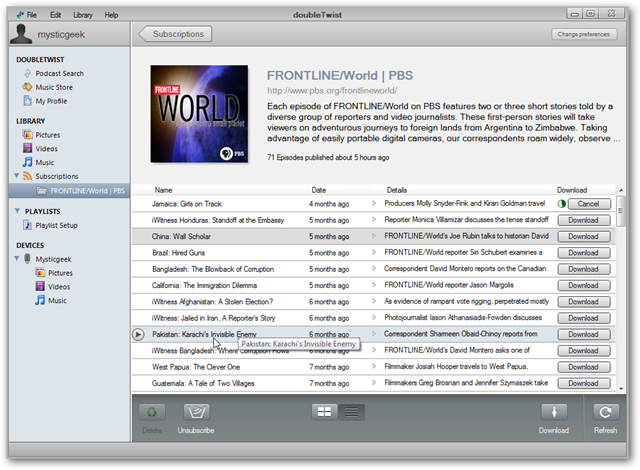 File Edit Library Help doubleTwist
mysticgeek Subscriptions Change preferences
DOUBLETWIST
Podcast Search
Music Store
My Profile
LIBRARY
Pictures
Videos
Music
Subscriptions
FRONTLINE/World | PBS
PLAYLISTS
Playlist Setup
DEVICES
Mysticgeek
Pictures
Videos
Music
FRONTLINE
WORLD
PBS
FRONTLINE/World | PBS
http://www.pbs.org/frontlineworld/
Each episode of FRONTLINE/World on PBS features two or three short stories told by a
diverse group of reporters and video journalists. These first-person stories will take
viewers on adventurous journeys to foreign lands from Argentina to Zimbabwe. Taking
advantage of easily portable digital cameras, our correspondents roam widely, observe ...
71 Episodes published about 5 hours ago
Name Date Details Download
Jamaica: Girls on Track 4 months ago Producers Molly Snyder-Fink and Kiran Goldman travel Cancel
iWitness Honduras: Standoff at the Embassy 5 months ago Reporter Monica Villamizar discusses the tense standoff Download
China: Wall Scholar 5 months ago FRONTLINE/World's Joe Rubin talks to historian David Download
Brazil: Hired Guns 5 months ago FRONTLINE/World reporter Siri Schubert examines a Download
Bangladesh: The Blowback of Corruption 5 months ago Correspondent David Montero reports on the Canadian Download
California: The Immigration Dilemma 5 months ago FRONTLINE/World reporter Jason Margolis Download
iWitness Afghanistan: A Stolen Election? 6 months ago As evidence of rampant vote rigging, perpetrated mostly Download
iWitness: Jailed in Iran, A Reporter's Story 6 months ago Photojournalist Iason Athanasiadis-Fowden discusses Download
Pakistan: Karachi's Invisible Enemy 6 months ago Correspondent Sharmeen Obaid-Chinoy reports from Download
Pakistan: Karachi's Invisible Enemy
iWitness Bangladesh: Where Corruption Flows 6 months ago FRONTLINE/World's David Montero asks one of Download
West Papua: The Clever One 7 months ago Filmmaker Josiah Hooper travels to West Papua, Download
Guatemala: A Tale of Two Villages 7 months ago Filmmakers Greg Brosnan and Jennifer Szymaszek take Download
Delete Unsubscribe Download Refresh